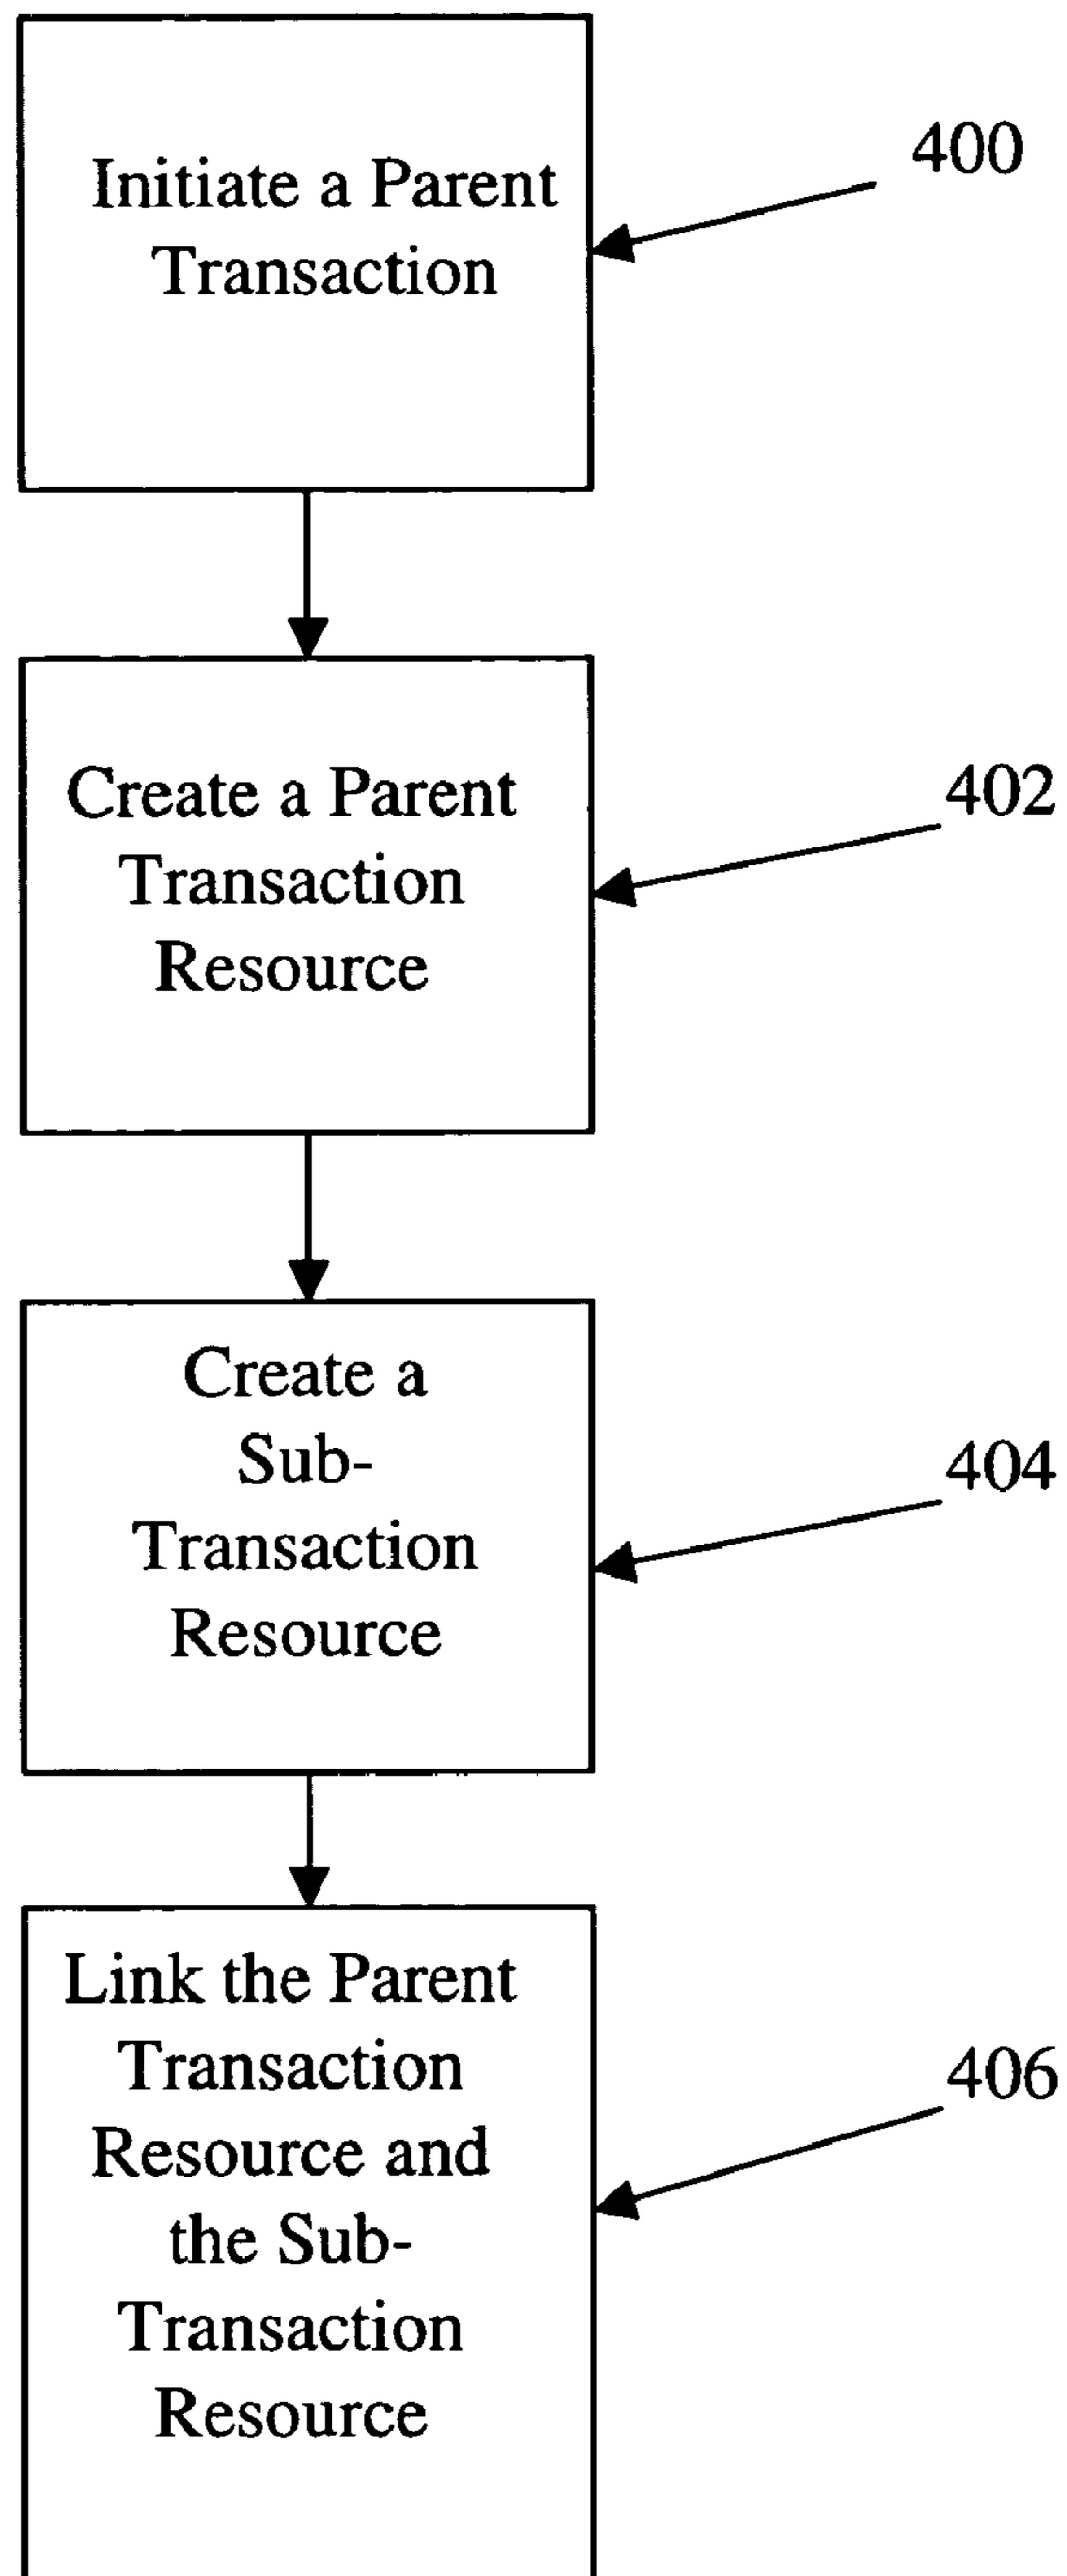 400
Initiate a Parent
Transaction
402
Create a Parent
Transaction
Resource
Create a
404
Sub-
Transaction
Resource
Link the Parent
406
Transaction
Resource and
the Sub-
Transaction
Resource